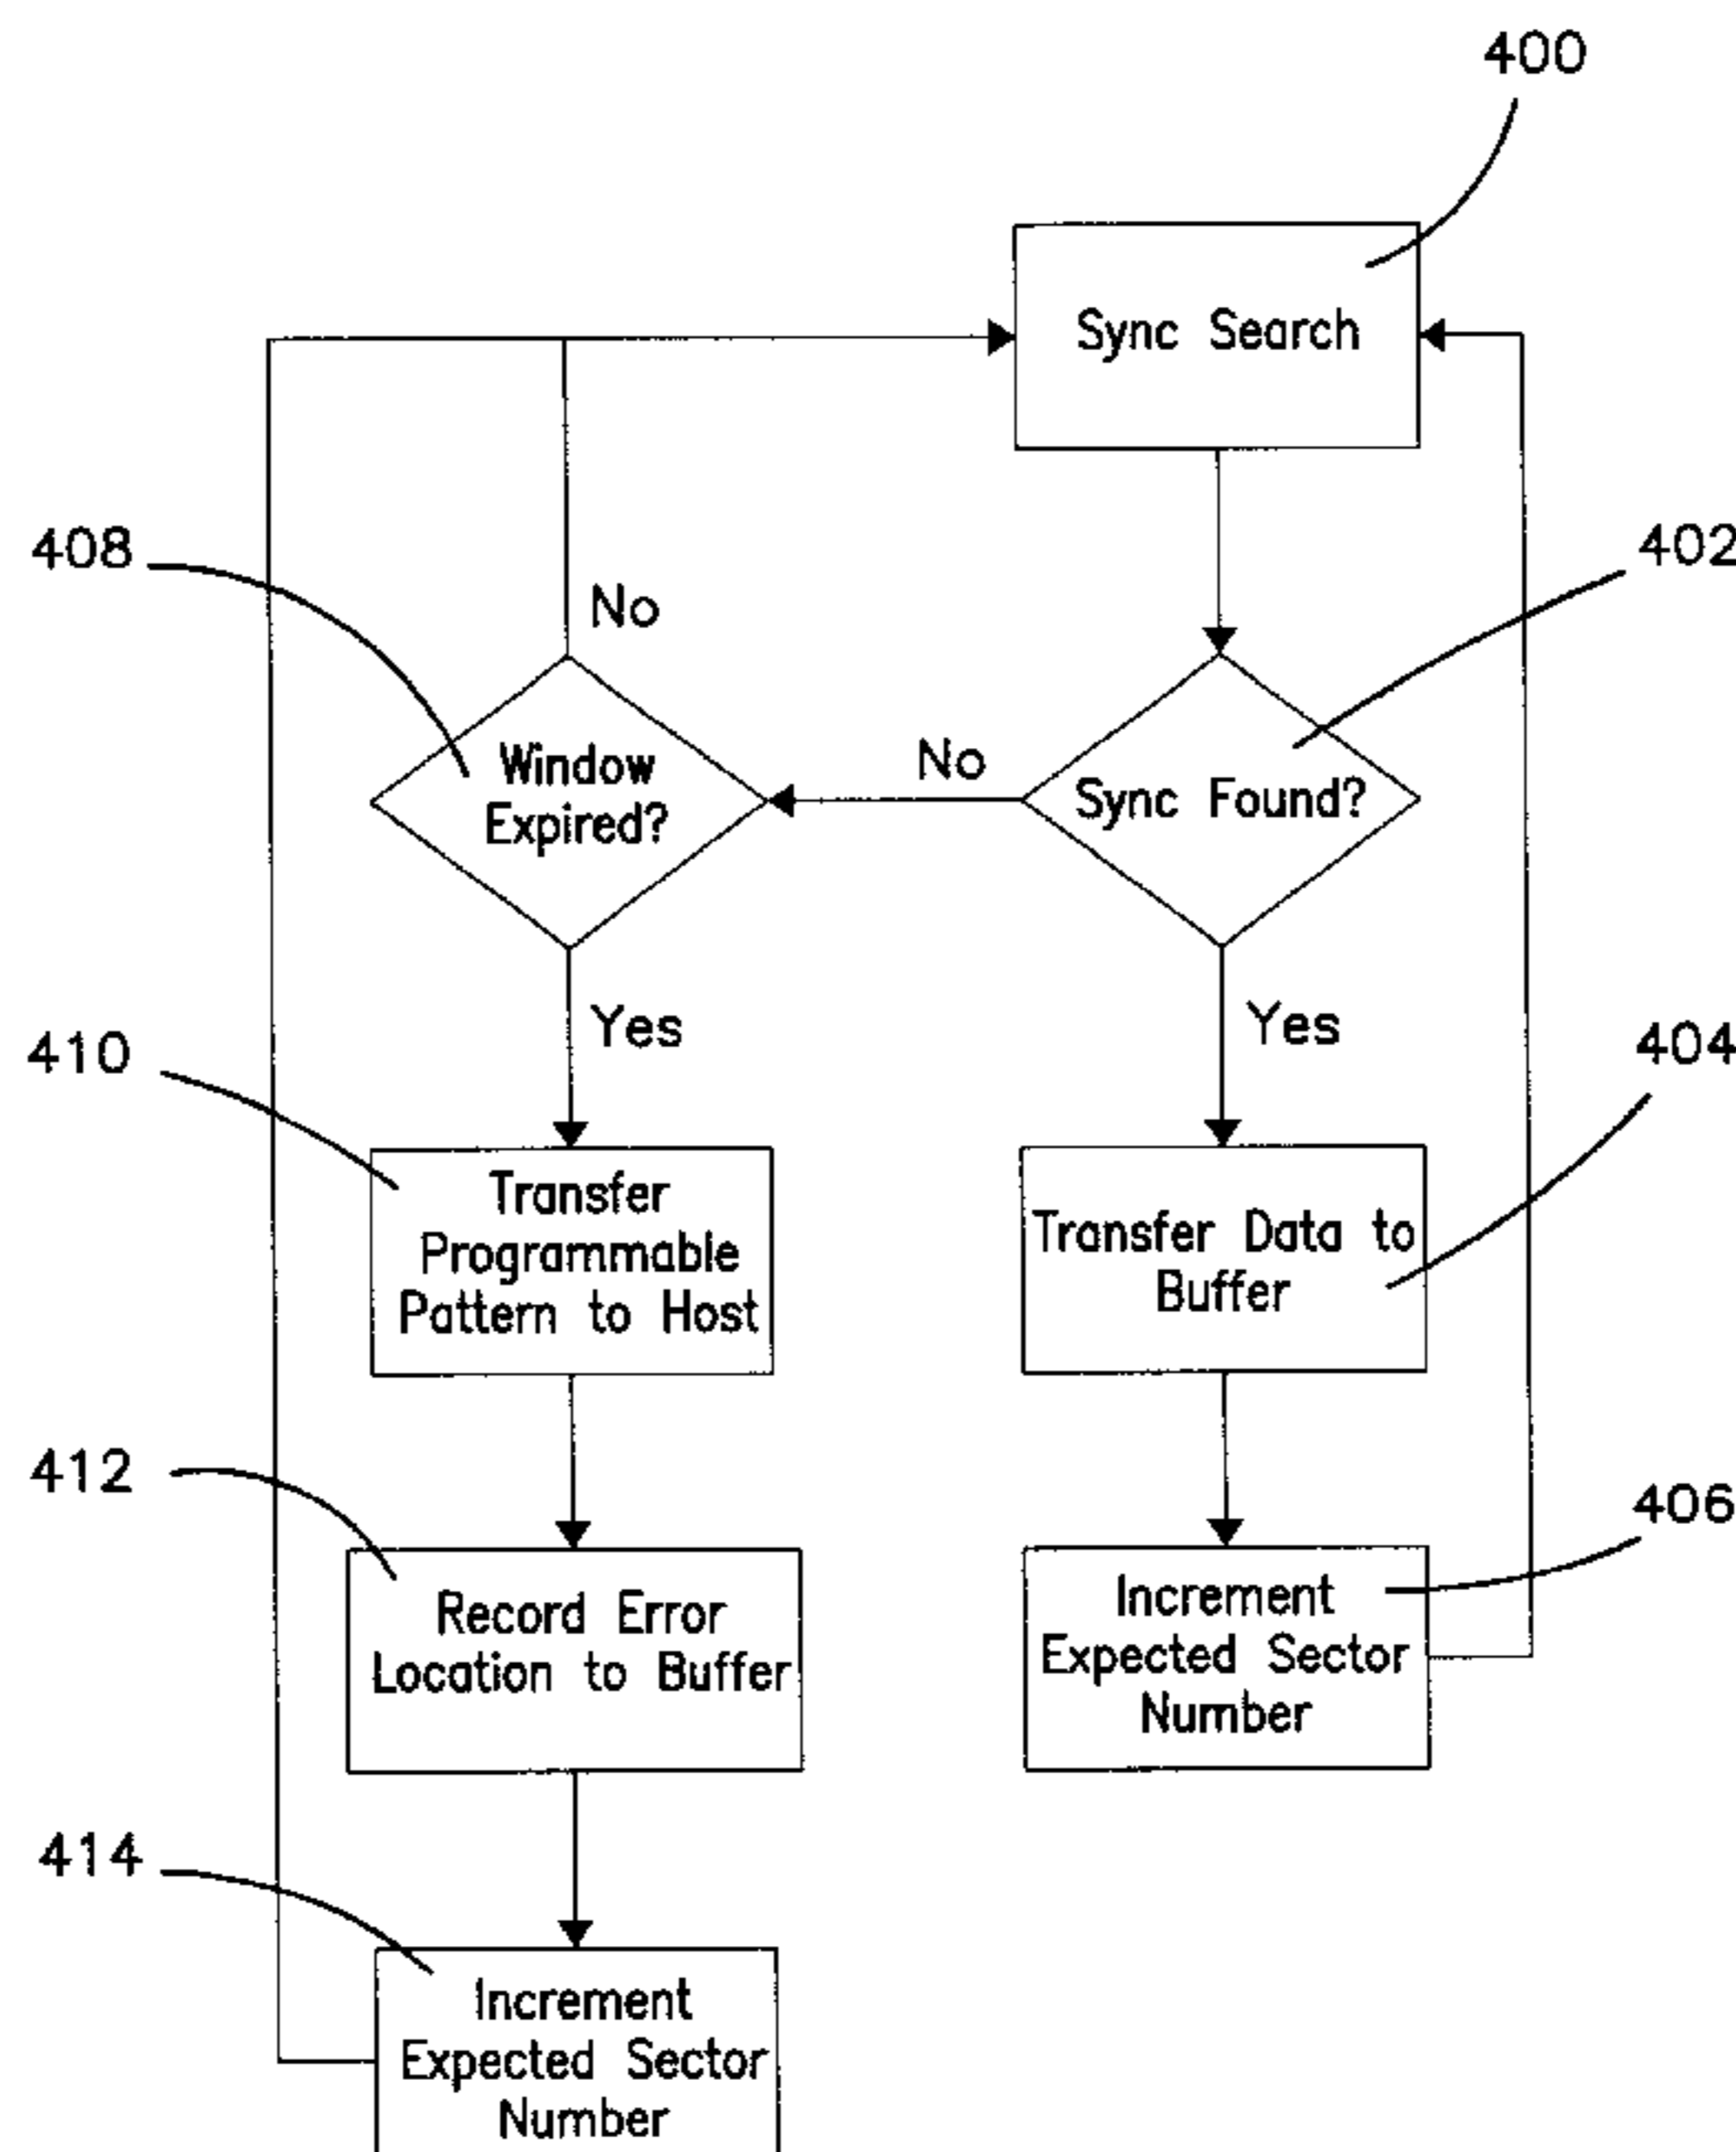 400
Sync Search
408
402
No
Window
Expired?
No
Sync Found?
Yes
Yes
410
404
Transfer
Programmable
Pattern to Host
Transfer Data to
Buffer
412
406
Record Error
Location to Buffer
Increment
Expected Sector
Number
414
Increment
Expected Sector
Number